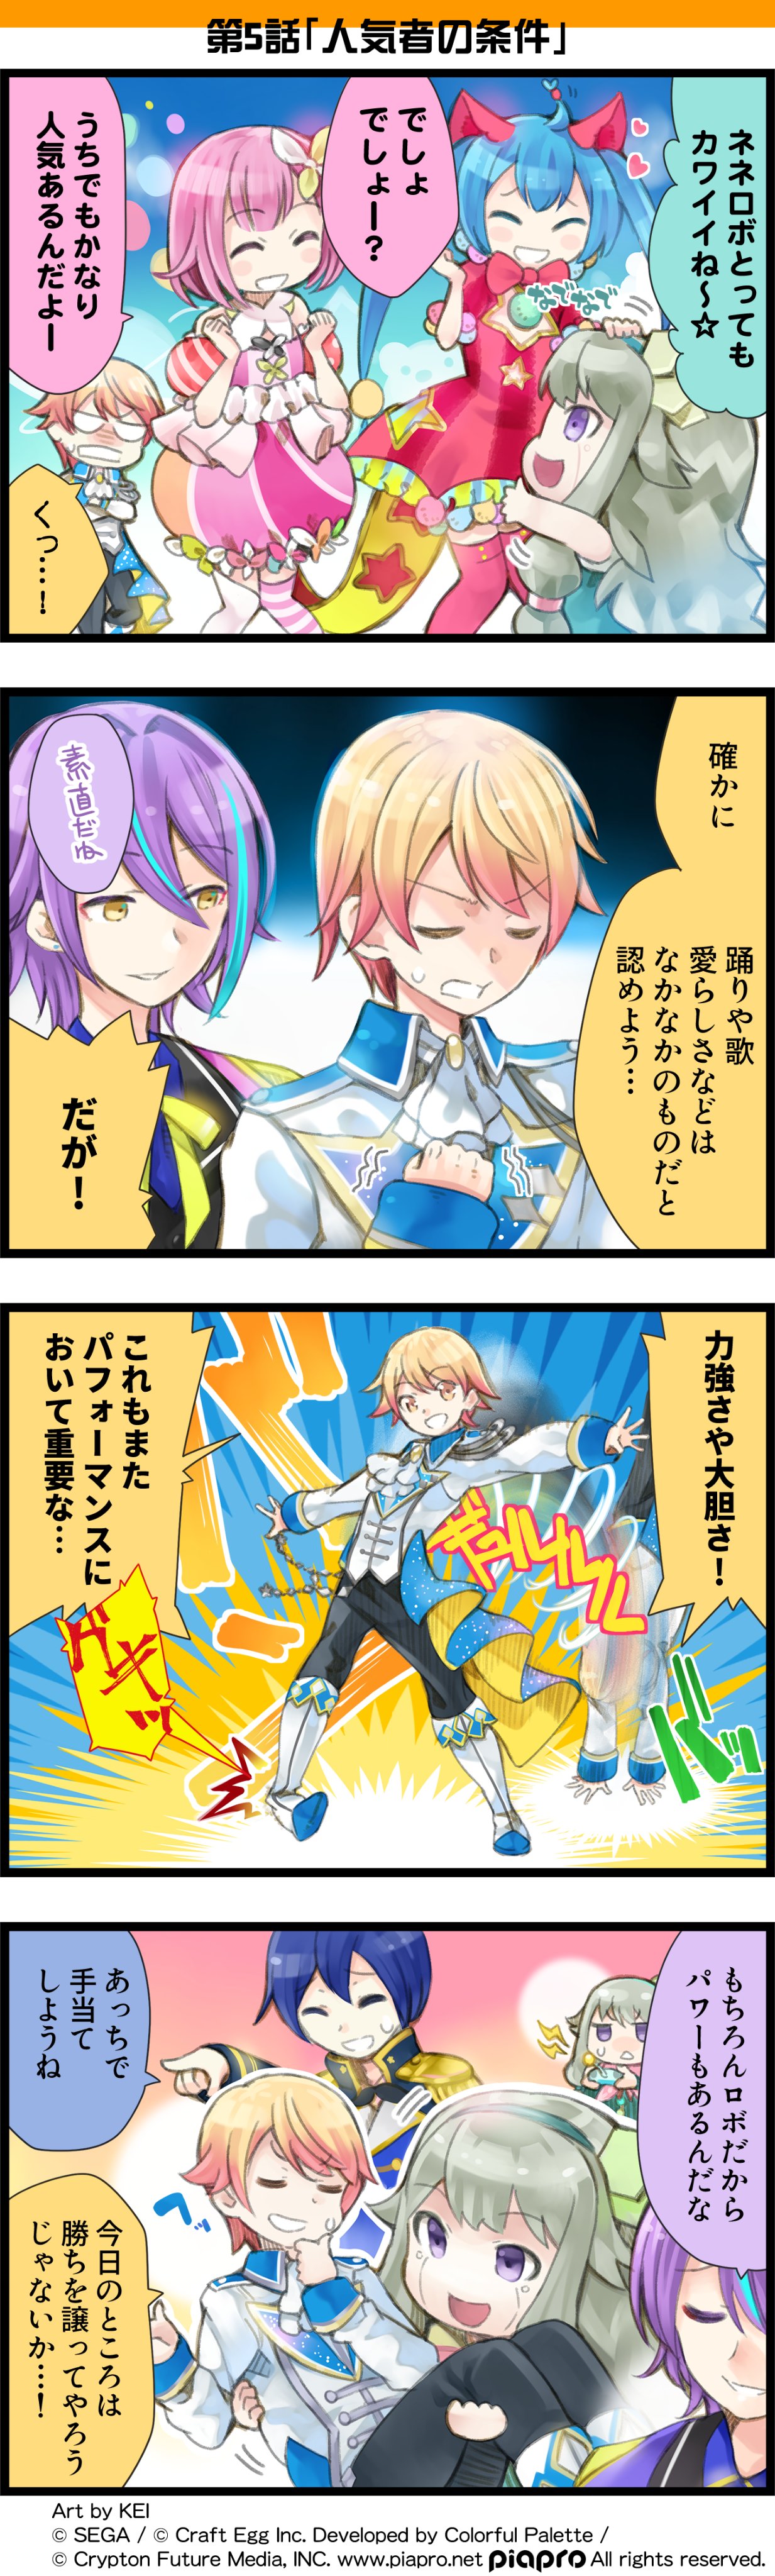 第5話「人気者の条件」
ネネロボとっても
カワイイね～☆
なでなで
でしょ
でしょー？
うちでもかなり
人気あるんだよー
くっ…！
確かに
踊りや歌
愛らしさなどは
なかなかのものだと
認めよう…
素直だね
だが！
力強さや大胆さ！
バッ
ギュルルル
これもまた
パフォーマンスに
おいて重要な…
グキッ
もちろんロボだから
パワーもあるんだな
あっちで
手当て
しようね
フッ
今日のところは
勝ちを譲ってやろう
じゃないか…！
Art by KEI
© SEGA / © Craft Egg Inc. Developed by Colorful Palette /
© Crypton Future Media, INC. www.piapro.net piapro All rights reserved.